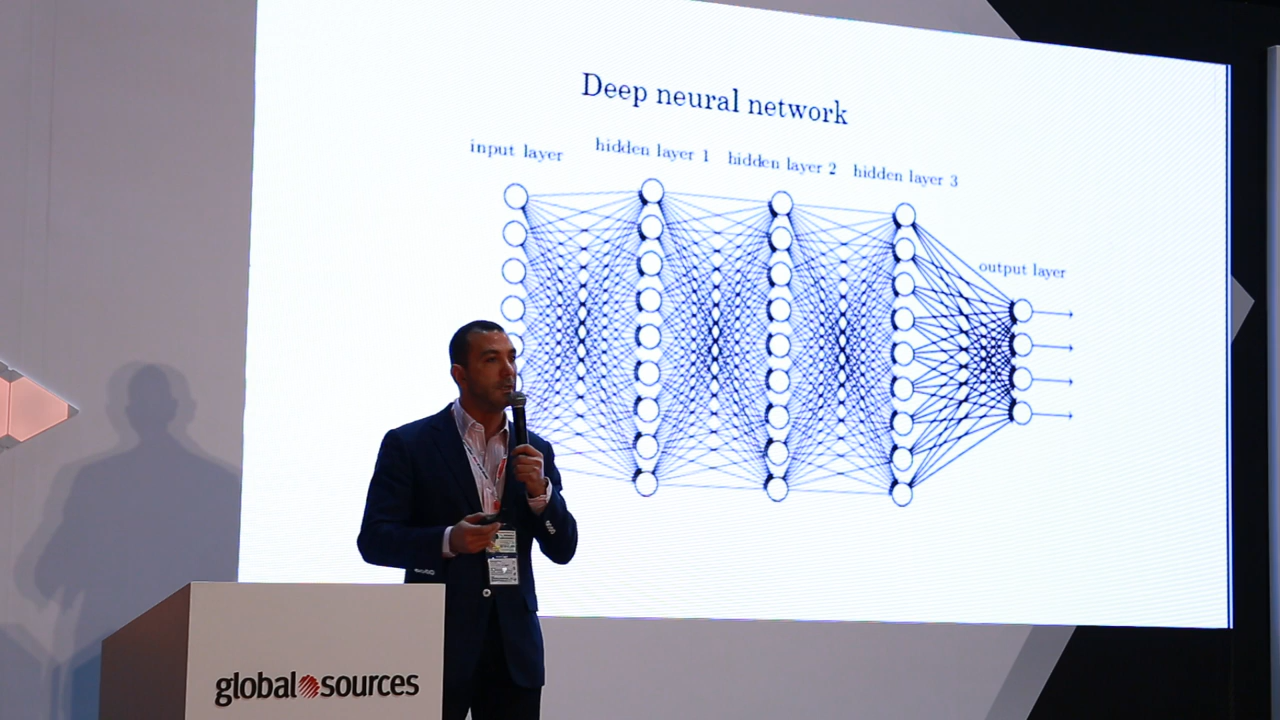 Deep neural network
input layer
hidden layer 1
hidden layer 2
hidden layer 3
output layer
global sources